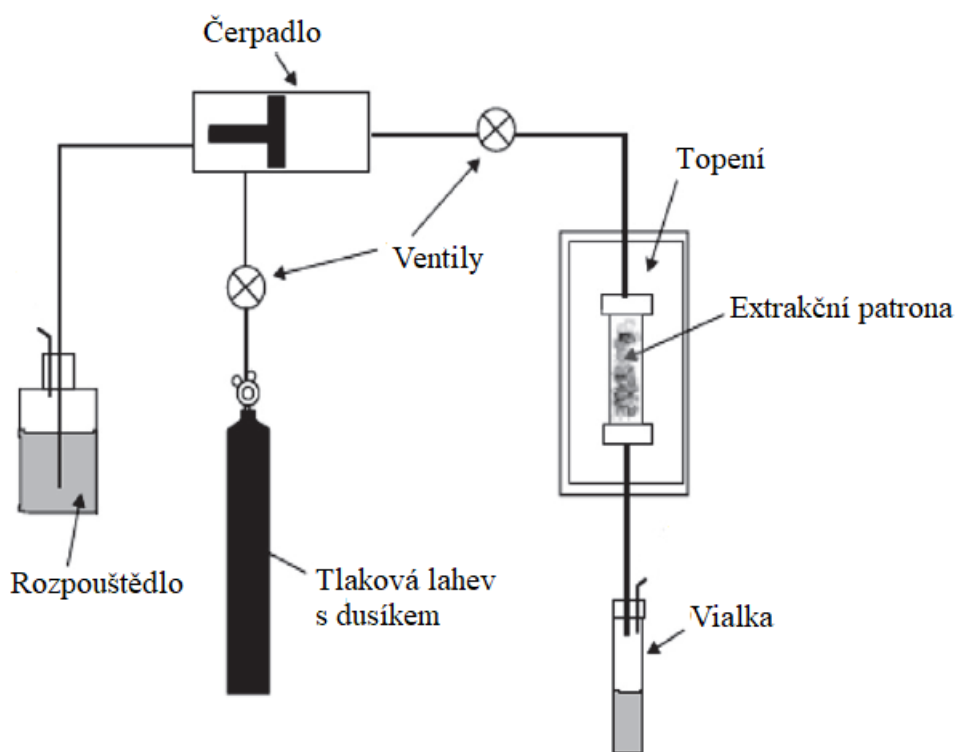 Čerpadlo
Topení
Ventily
Extrakční patrona
Rozpouštědlo
Tlaková lahev
s dusíkem
Vialka